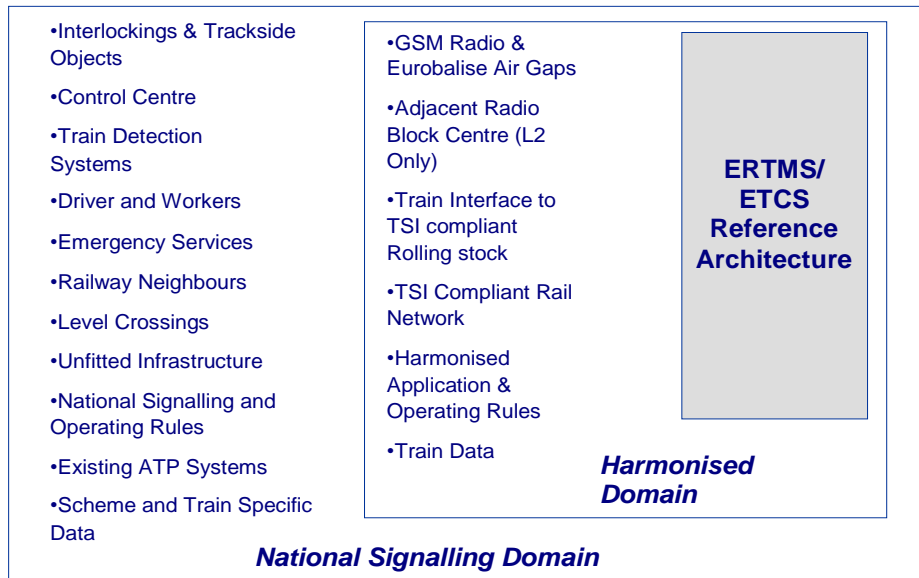 •Interlockings & Trackside
Objects
•Control Centre
•Train Detection
Systems
•Driver and Workers
•Emergency Services
•Railway Neighbours
•Level Crossings
•Unfitted Infrastructure
•National Signalling and
Operating Rules
•Existing ATP Systems
•Scheme and Train Specific
Data
•GSM Radio &
Eurobalise Air Gaps
•Adjacent Radio
Block Centre (L2
Only)
•Train Interface to
TSI compliant
Rolling stock
•TSI Compliant Rail
Network
•Harmonised
Application &
Operating Rules
•Train Data
ERTMS/
ETCS
Reference
Architecture
Harmonised
Domain
National Signalling Domain